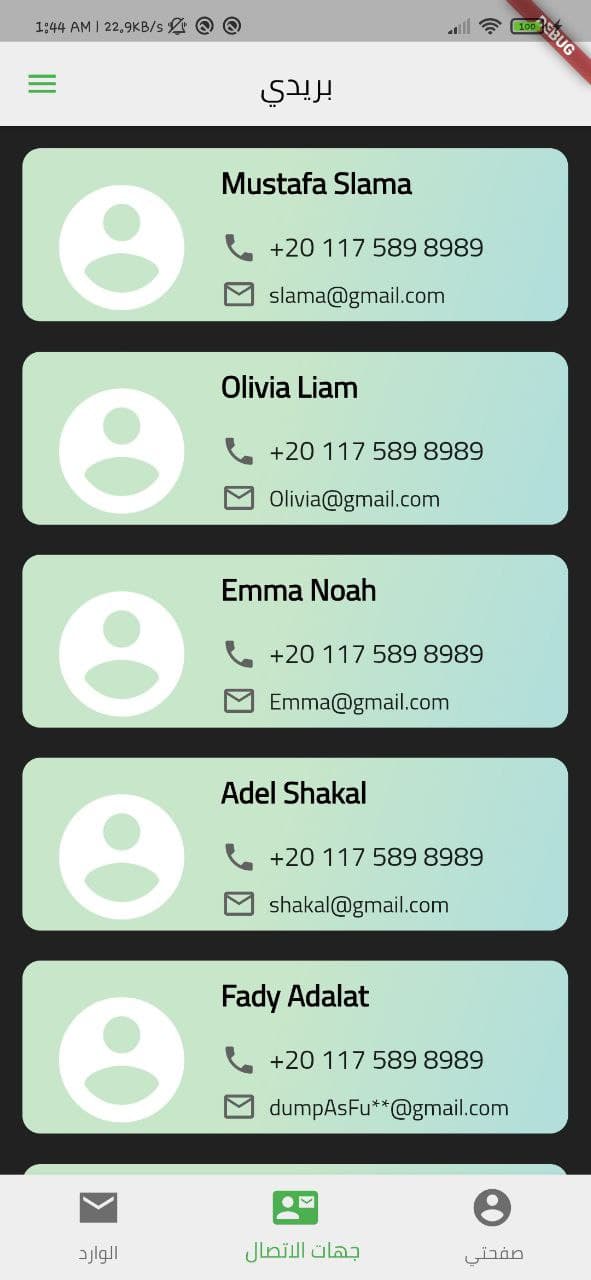 1:44 AM | 22.9KB/s
100
DEBUG
بريدي
Mustafa Slama
+20 117 589 8989
slama@gmail.com
Olivia Liam
+20 117 589 8989
Olivia@gmail.com
Emma Noah
+20 117 589 8989
Emma@gmail.com
Adel Shakal
+20 117 589 8989
shakal@gmail.com
Fady Adalat
+20 117 589 8989
dumpAsFu**@gmail.com
صفحتي
جهات الاتصال
الوارد